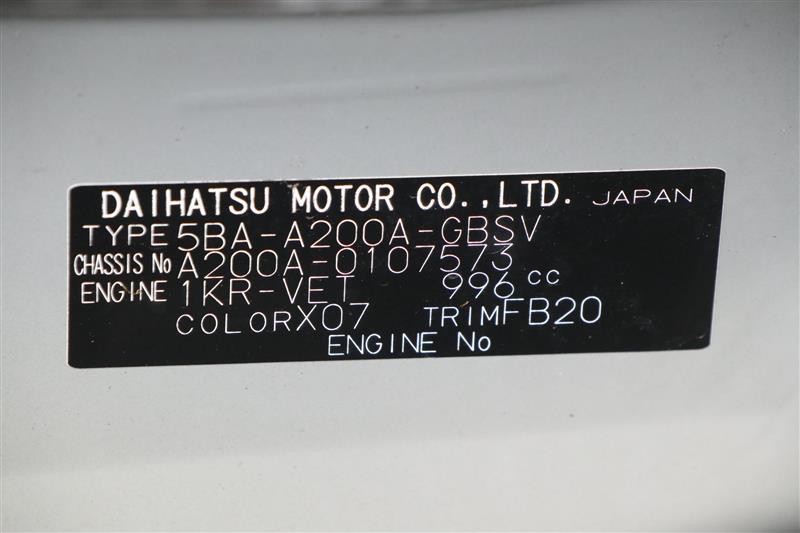 DAIHATSU MOTOR CO.,LTD. JAPAN
TYPE 5BA-A200A-GBSV
CHASSIS No A200A-0107573
ENGINE 1KR-VET 996 cc
COLOR X07 TRIM FB20
ENGINE No